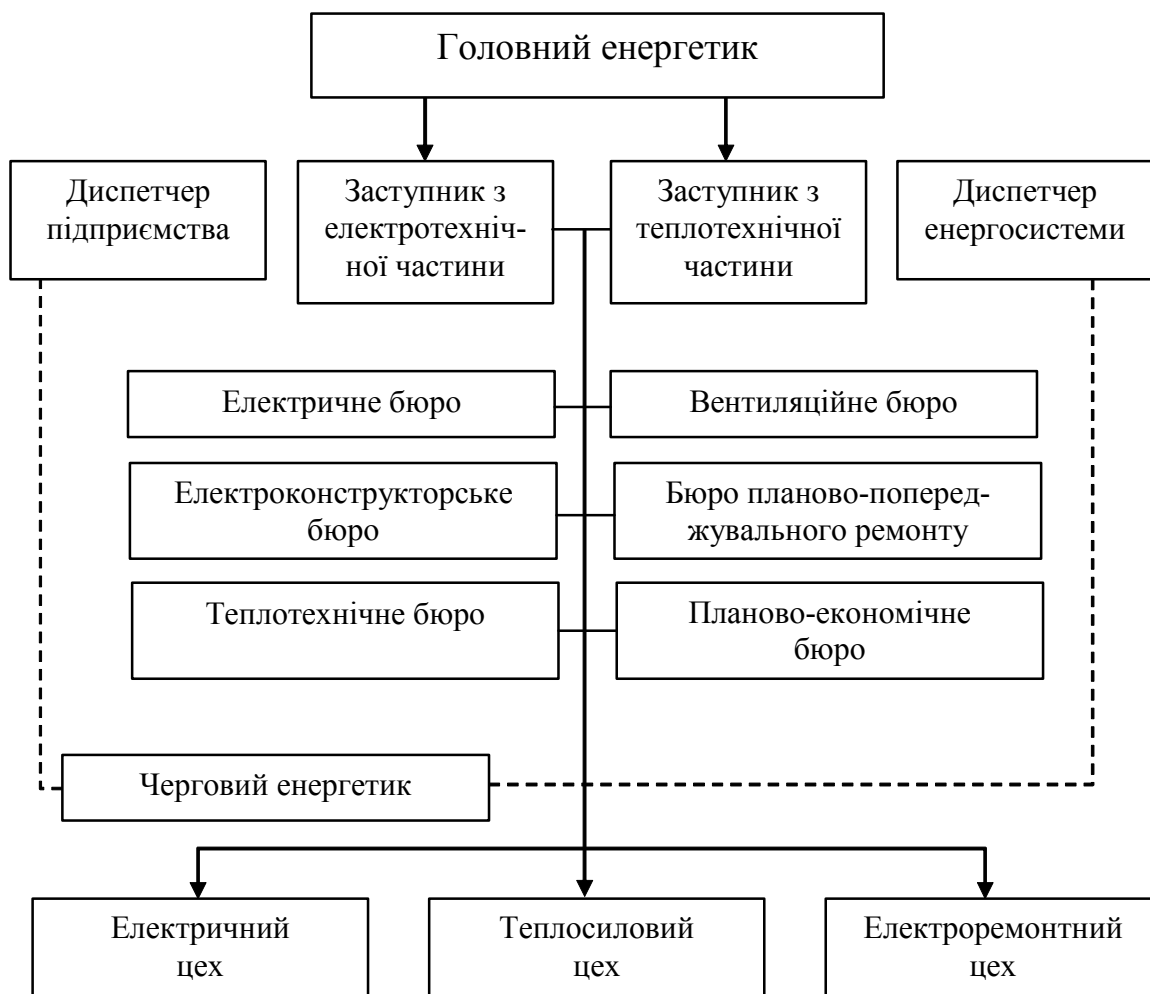 Головний енергетик
Диспетчер
підприємства
Заступник з
електротехніч-
ної частини
Заступник з
теплотехнічної
частини
Диспетчер
енергосистеми
Електричне бюро
Вентиляційне бюро
Електроконструкторське
бюро
Бюро планово-поперед-
жувального ремонту
Теплотехнічне бюро
Планово-економічне
бюро
Черговий енергетик
Електричний
цех
Теплосиловий
цех
Електроремонтний
цех